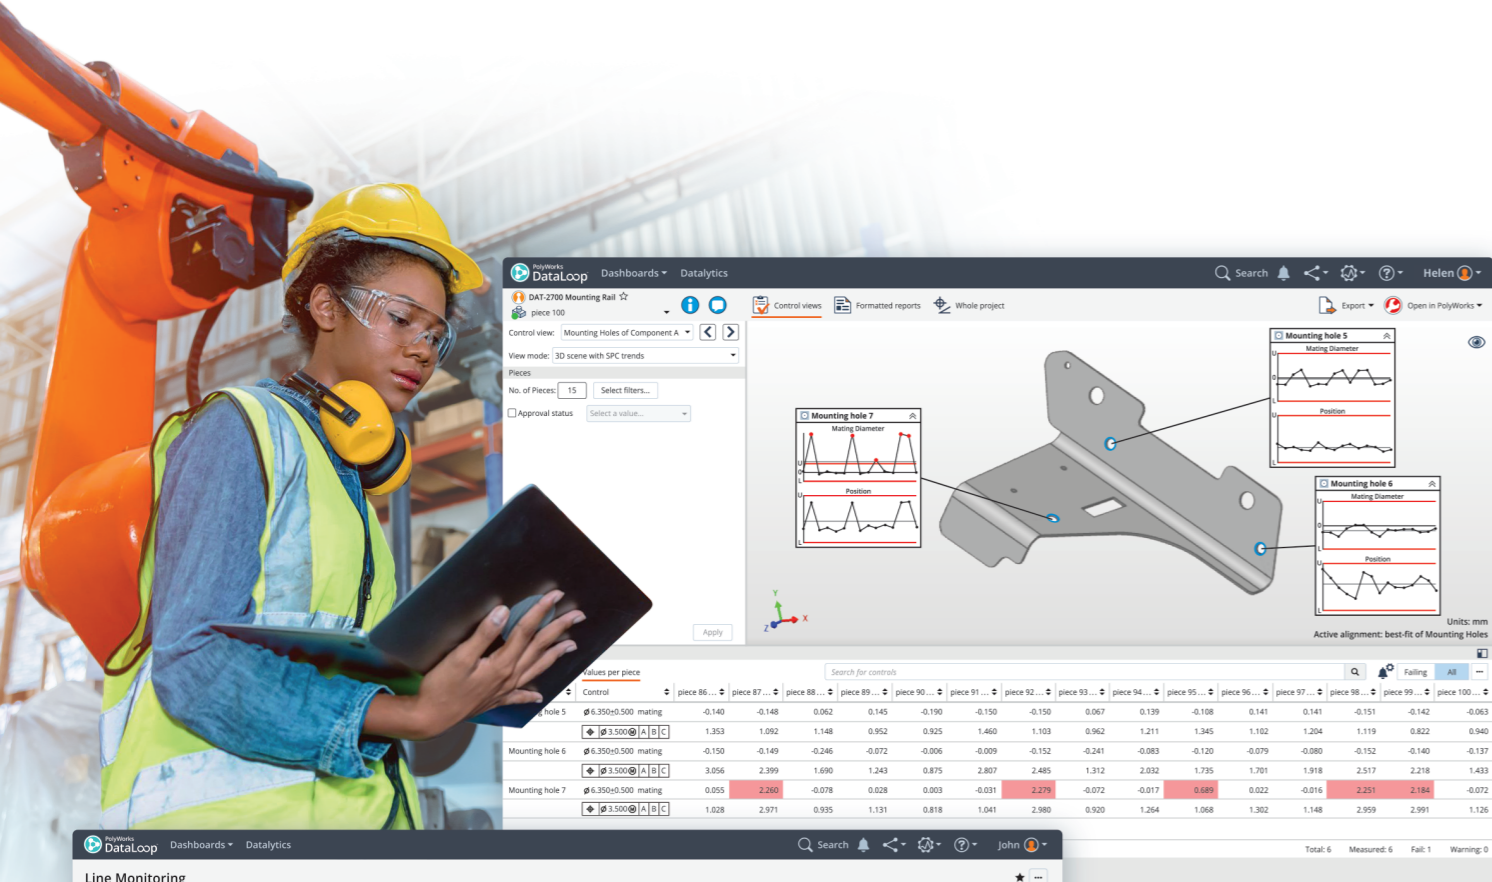 PolyWorks
DataLoop Dashboards Datalytics Search Helen
DAT-2700 Mounting Rail
piece 100
Control views Formatted reports Whole project Export Open in PolyWorks
Control view: Mounting Holes of Component A
View mode: 3D scene with SPC trends
Pieces
No. of Pieces: 15 Select filters...
Approval status Select a value...
Apply
Mounting hole 5
Mating Diameter
U
0
L
Position
U
L
Mounting hole 7
Mating Diameter
U
0
L
Position
U
L
Mounting hole 6
Mating Diameter
U
0
L
Position
U
L
Y
X
Z
Units: mm
Active alignment: best-fit of Mounting Holes
Values per piece Search for controls Failing All
Control piece 86... piece 87... piece 88... piece 89... piece 90... piece 91... piece 92... piece 93... piece 94... piece 95... piece 96... piece 97... piece 98... piece 99... piece 100...
g hole 5 ø6.350±0.500 mating -0.140 -0.148 0.062 0.145 -0.190 -0.150 -0.150 0.067 0.139 -0.108 0.141 0.141 -0.151 -0.142 -0.063
⌖ ø3.500Ⓜ A B C 1.353 1.092 1.148 0.952 0.925 1.460 1.103 0.962 1.211 1.345 1.102 1.204 1.119 0.822 0.940
Mounting hole 6 ø6.350±0.500 mating -0.150 -0.149 -0.246 -0.072 -0.006 -0.009 -0.152 -0.241 -0.083 -0.120 -0.079 -0.080 -0.152 -0.140 -0.137
⌖ ø3.500Ⓜ A B C 3.056 2.399 1.690 1.243 0.875 2.807 2.485 1.312 2.032 1.735 1.701 1.918 2.517 2.218 1.433
Mounting hole 7 ø6.350±0.500 mating 0.055 2.260 -0.078 0.028 0.003 -0.031 2.279 -0.072 -0.017 0.689 0.022 -0.016 2.251 2.184 -0.072
⌖ ø3.500Ⓜ A B C 1.028 2.971 0.935 1.131 0.818 1.041 2.980 0.920 1.264 1.068 1.302 1.148 2.959 2.991 1.126
Total: 6 Measured: 6 Fail: 1 Warning: 0
PolyWorks
DataLoop Dashboards Datalytics Search John
Line Monitoring